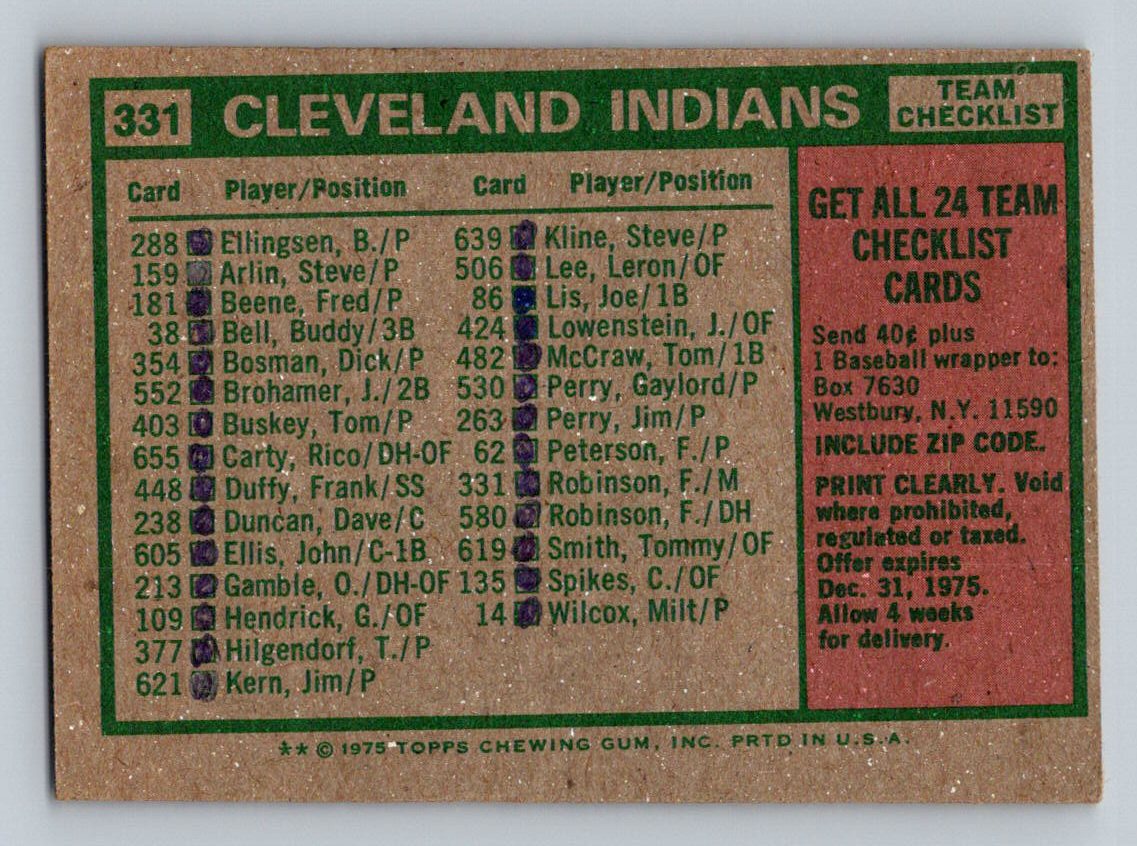 331 CLEVELAND INDIANS TEAM CHECKLIST
Card Player/Position Card Player/Position
288 Ellingsen, B./P 639 Kline, Steve/P
159 Arlin, Steve/P 506 Lee, Leron/OF
181 Beene, Fred/P 86 Lis, Joe/1B
38 Bell, Buddy/3B 424 Lowenstein, J./OF
354 Bosman, Dick/P 482 McCraw, Tom/1B
552 Brohamer, J./2B 530 Perry, Gaylord/P
403 Buskey, Tom/P 263 Perry, Jim/P
655 Carty, Rico/DH-OF 62 Peterson, F./P
448 Duffy, Frank/SS 331 Robinson, F./M
238 Duncan, Dave/C 580 Robinson, F./DH
605 Ellis, John/C-1B 619 Smith, Tommy/OF
213 Gamble, O./DH-OF 135 Spikes, C./OF
109 Hendrick, G./OF 14 Wilcox, Milt/P
377 Hilgendorf, T./P
621 Kern, Jim/P
GET ALL 24 TEAM
CHECKLIST
CARDS
Send 40¢ plus
1 Baseball wrapper to:
Box 7630
Westbury, N.Y. 11590
INCLUDE ZIP CODE.
PRINT CLEARLY. Void
where prohibited,
regulated or taxed.
Offer expires
Dec. 31, 1975.
Allow 4 weeks
for delivery.
** © 1975 TOPPS CHEWING GUM, INC. PRTD IN U.S.A.